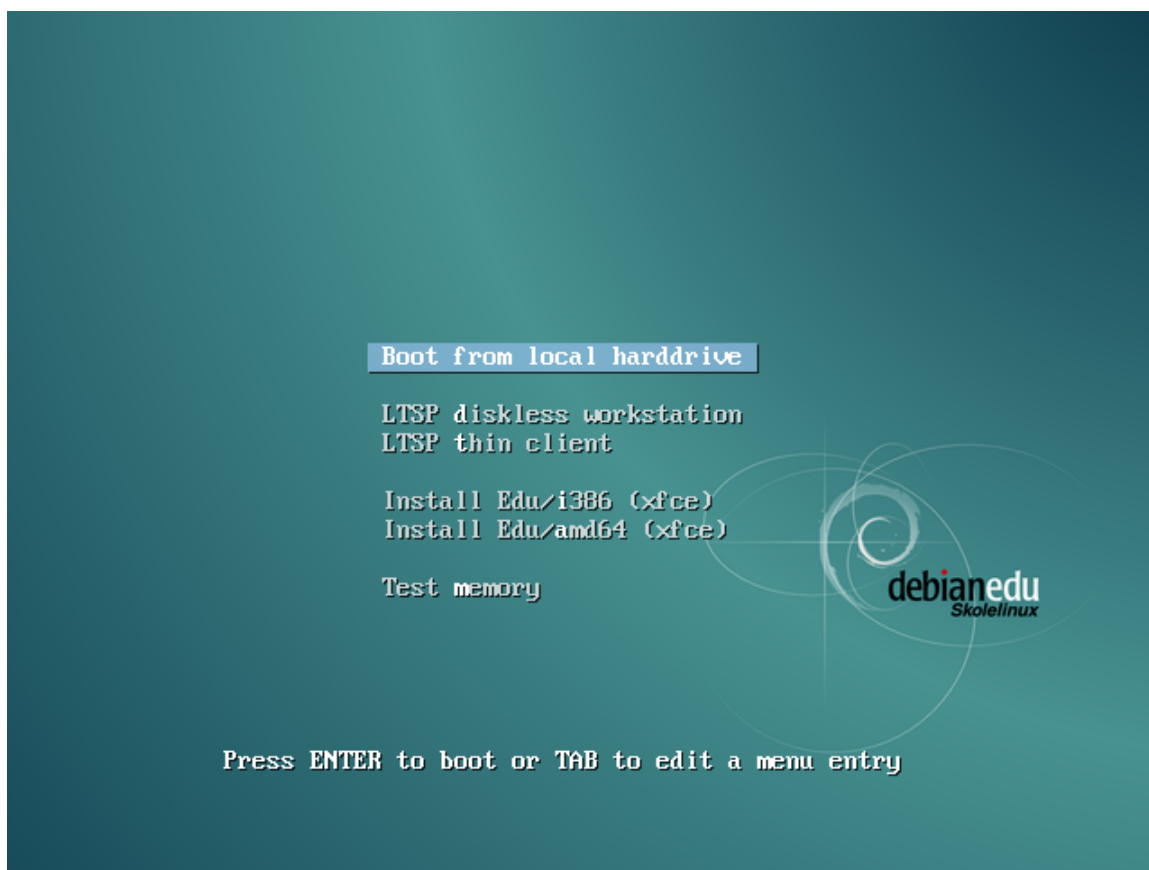 Boot from local harddrive
LTSP diskless workstation
LTSP thin client
Install Edu/i386 (xfce)
Install Edu/amd64 (xfce)
Test memory
debianedu
Skolelinux
Press ENTER to boot or TAB to edit a menu entry